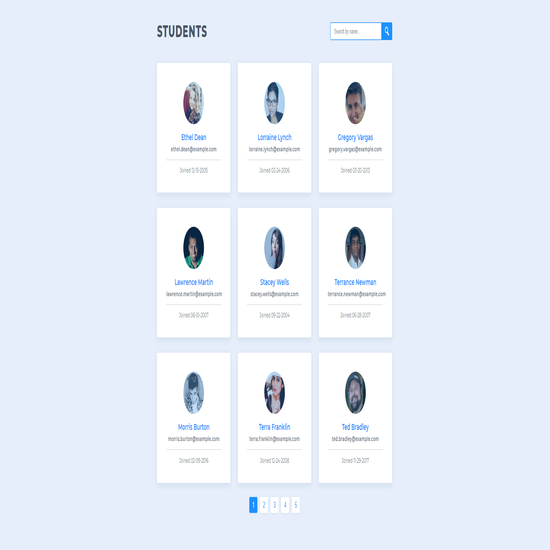 STUDENTS
Search by name...
Ethel Dean
ethel.dean@example.com
Joined 12-15-2005
Lorraine Lynch
lorraine.lynch@example.com
Joined 02-24-2006
Gregory Vargas
gregory.vargas@example.com
Joined 03-20-2013
Lawrence Martin
lawrence.martin@example.com
Joined 06-10-2007
Stacey Wells
stacey.wells@example.com
Joined 09-22-2004
Terrance Newman
terrance.newman@example.com
Joined 06-28-2007
Morris Burton
morris.burton@example.com
Joined 02-09-2016
Terra Franklin
terra.franklin@example.com
Joined 12-24-2008
Ted Bradley
ted.bradley@example.com
Joined 11-29-2017
1 2 3 4 5